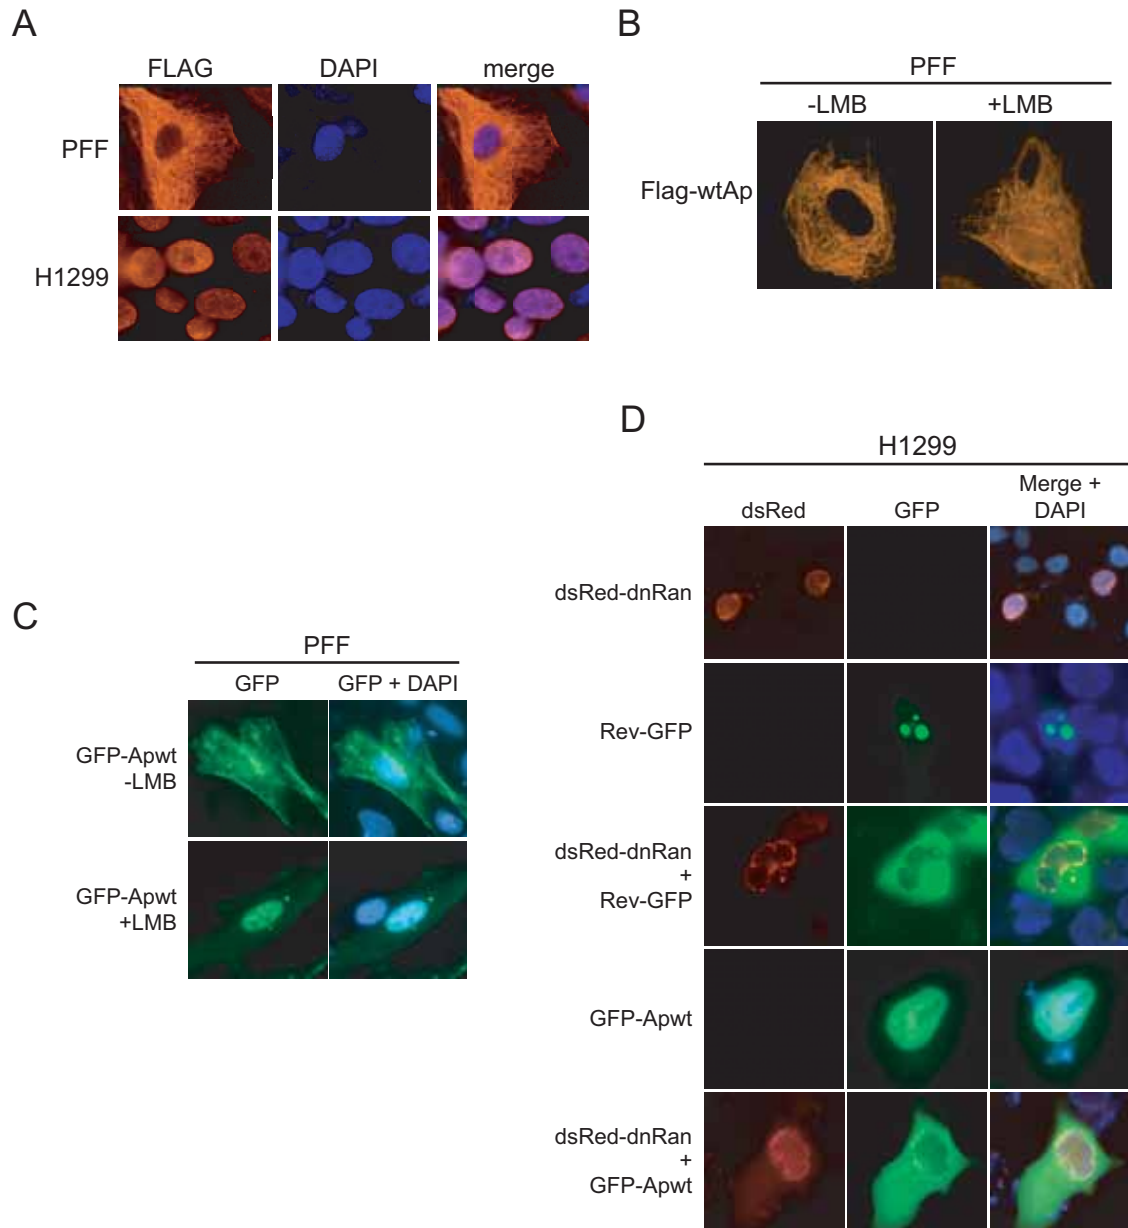 A
FLAG DAPI merge
PFF
H1299
B
PFF
-LMB +LMB
Flag-wtAp
C
PFF
GFP GFP + DAPI
GFP-Apwt
-LMB
GFP-Apwt
+LMB
D
H1299
dsRed GFP Merge +
DAPI
dsRed-dnRan
Rev-GFP
dsRed-dnRan
+
Rev-GFP
GFP-Apwt
dsRed-dnRan
+
GFP-Apwt